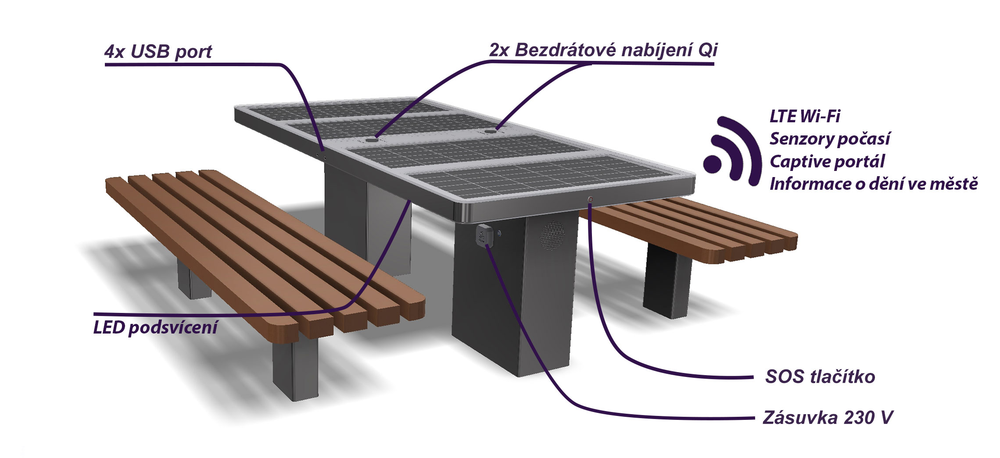 4x USB port
2x Bezdrátové nabíjení Qi
LTE Wi-Fi
Senzory počasí
Captive portál
Informace o dění ve městě
LED podsvícení
SOS tlačítko
Zásuvka 230 V